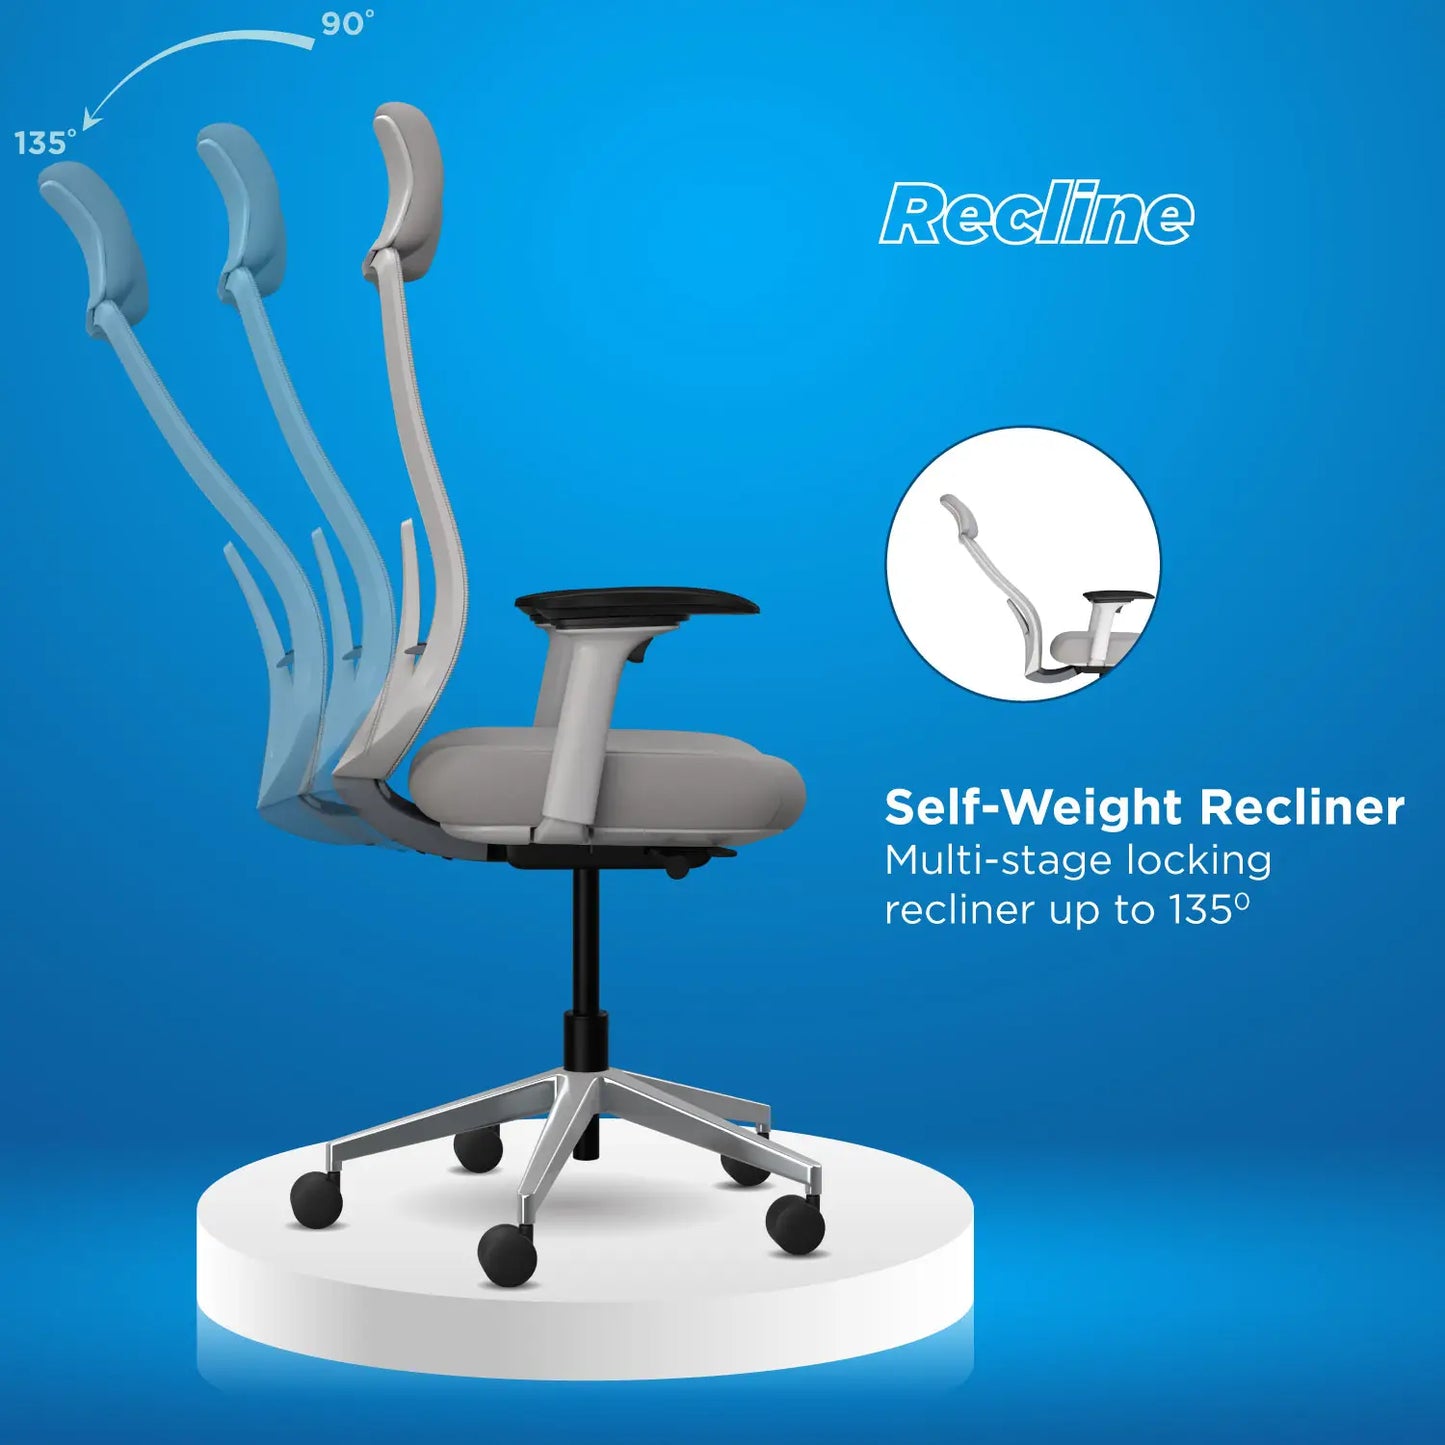 90°
135°
Recline
Self-Weight Recliner
Multi-stage locking
recliner up to 135⁰